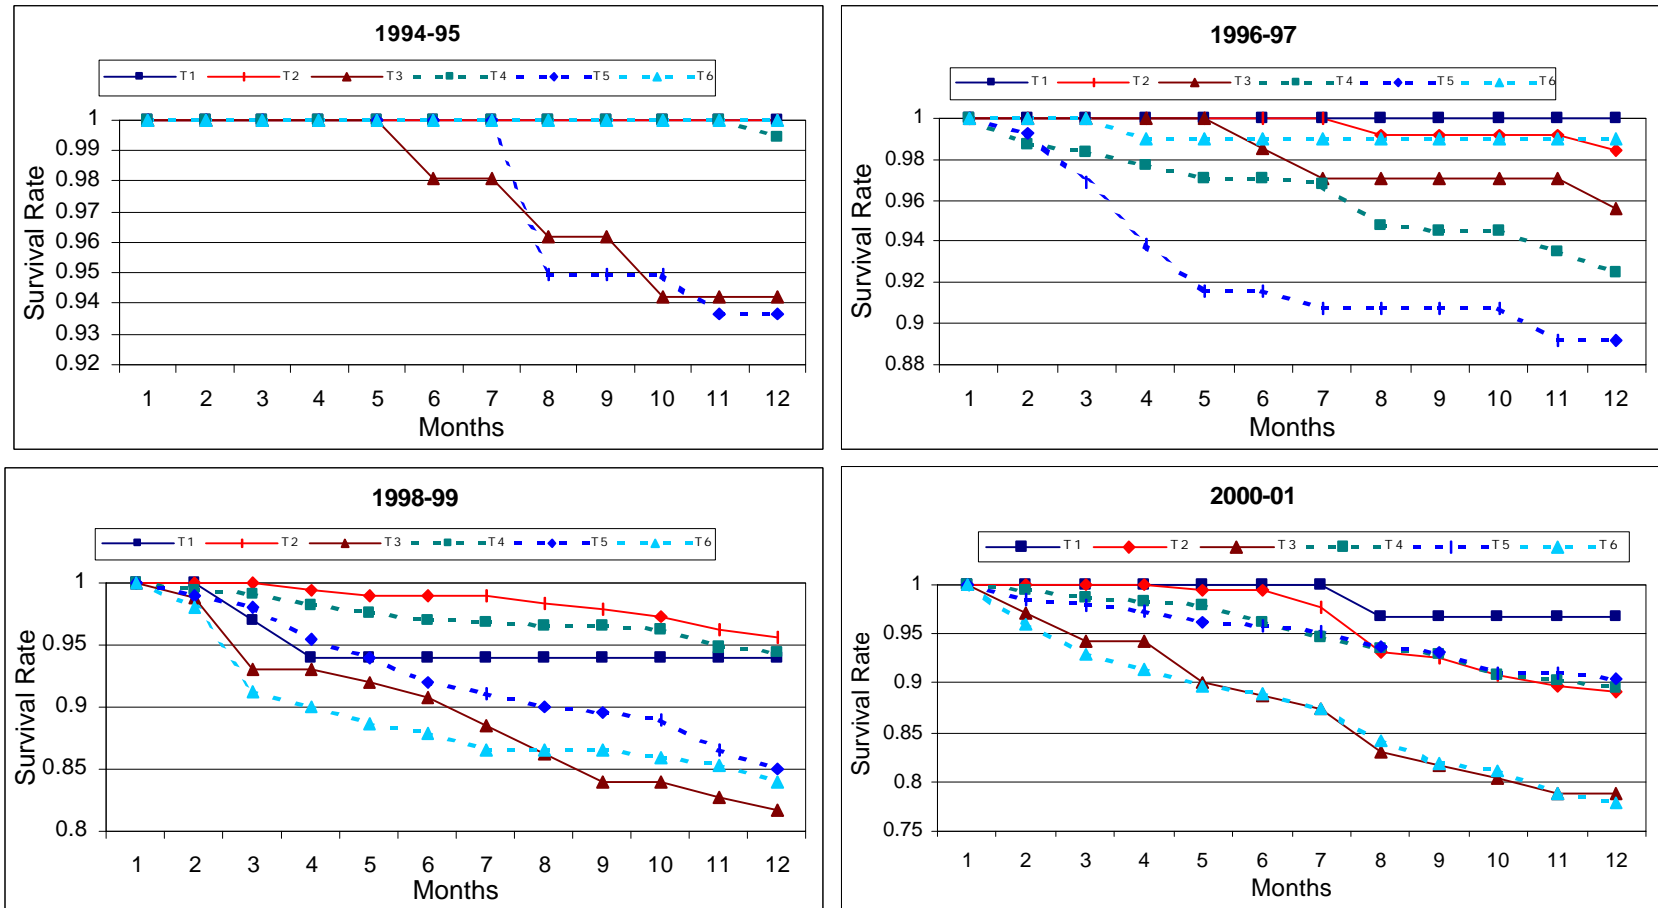 1994-95
T1 T2 T3 T4 T5 T6
1
0.99
0.98
0.97
0.96
0.95
0.94
0.93
0.92
Survival Rate
1 2 3 4 5 6 7 8 9 10 11 12
Months
1996-97
T1 T2 T3 T4 T5 T6
1
0.98
0.96
0.94
0.92
0.9
0.88
Survival Rate
1 2 3 4 5 6 7 8 9 10 11 12
Months
1998-99
T1 T2 T3 T4 T5 T6
1
0.95
0.9
0.85
0.8
Survival Rate
1 2 3 4 5 6 7 8 9 10 11 12
Months
2000-01
T1 T2 T3 T4 T5 T6
1
0.95
0.9
0.85
0.8
0.75
Survival Rate
1 2 3 4 5 6 7 8 9 10 11 12
Months